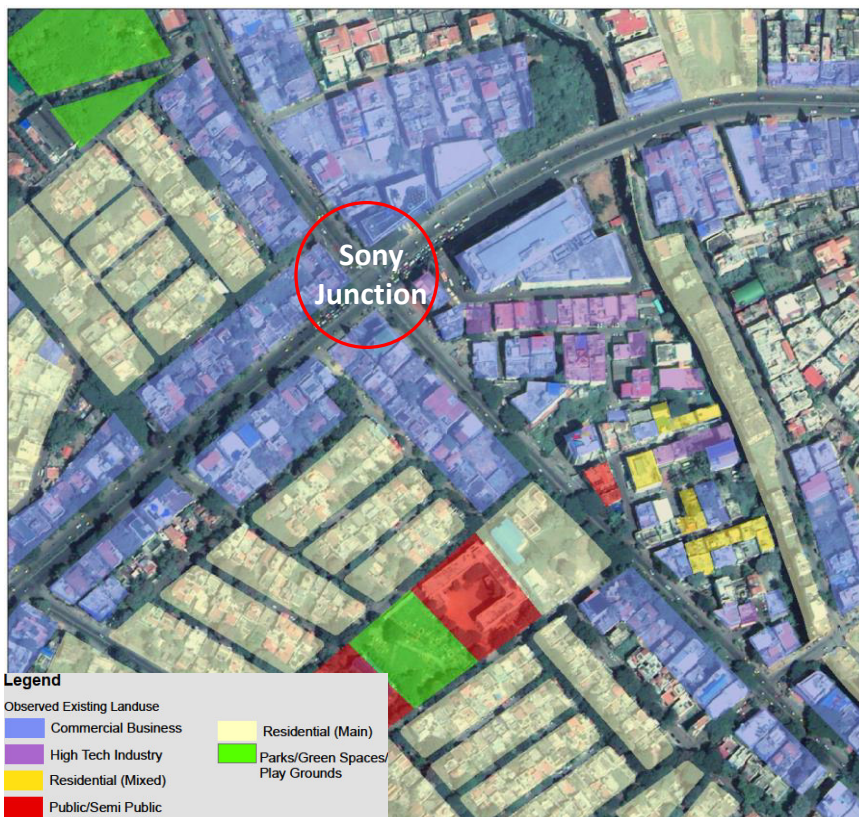 Sony
Junction
Legend
Observed Existing Landuse
Commercial Business
High Tech Industry
Residential (Mixed)
Public/Semi Public
Residential (Main)
Parks/Green Spaces/
Play Grounds